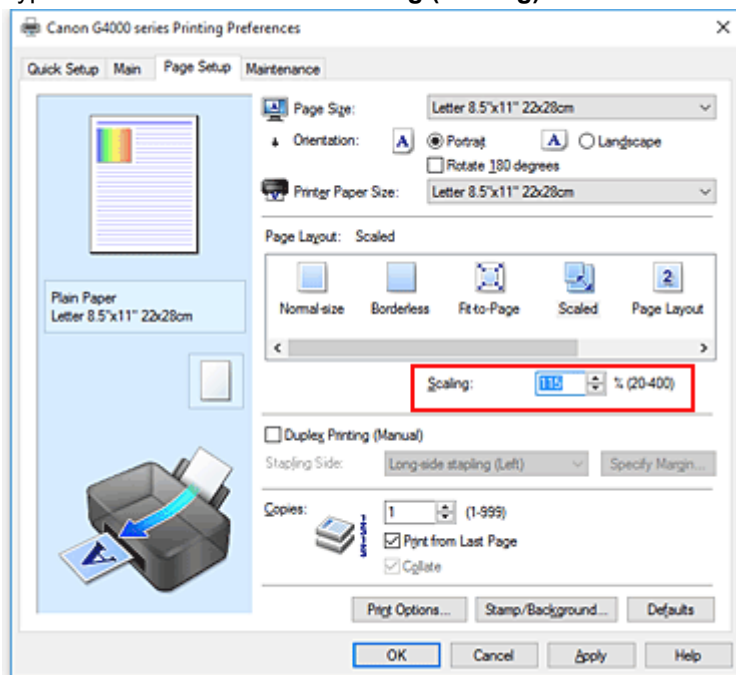 Canon G4000 series Printing Preferences
Quick Setup Main Page Setup Maintenance
Page Size: Letter 8.5"x11" 22x28cm
Orientation: A Portrait A Landscape
Rotate 180 degrees
Printer Paper Size: Letter 8.5"x11" 22x28cm
Page Layout: Scaled
2
Normal-size Borderless Fit-to-Page Scaled Page Layout
Plain Paper
Letter 8.5"x11" 22x28cm
Scaling: 115 % (20-400)
Duplex Printing (Manual)
Stapling Side: Long-side stapling (Left) Specify Margin...
Copies: 1 (1-999)
Print from Last Page
Collate
A
Print Options... Stamp/Background... Defaults
OK Cancel Apply Help